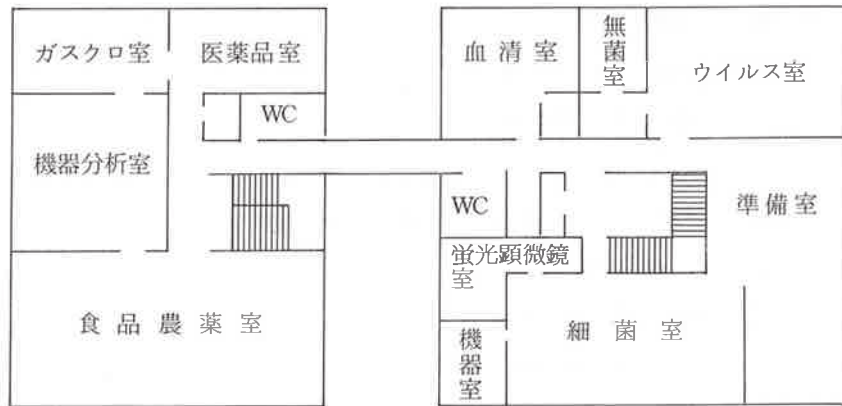 ガスクロ室
医薬品室
WC
機器分析室
食品農薬室
血清室
無菌室
ウイルス室
WC
準備室
蛍光顕微鏡室
機器室
細菌室